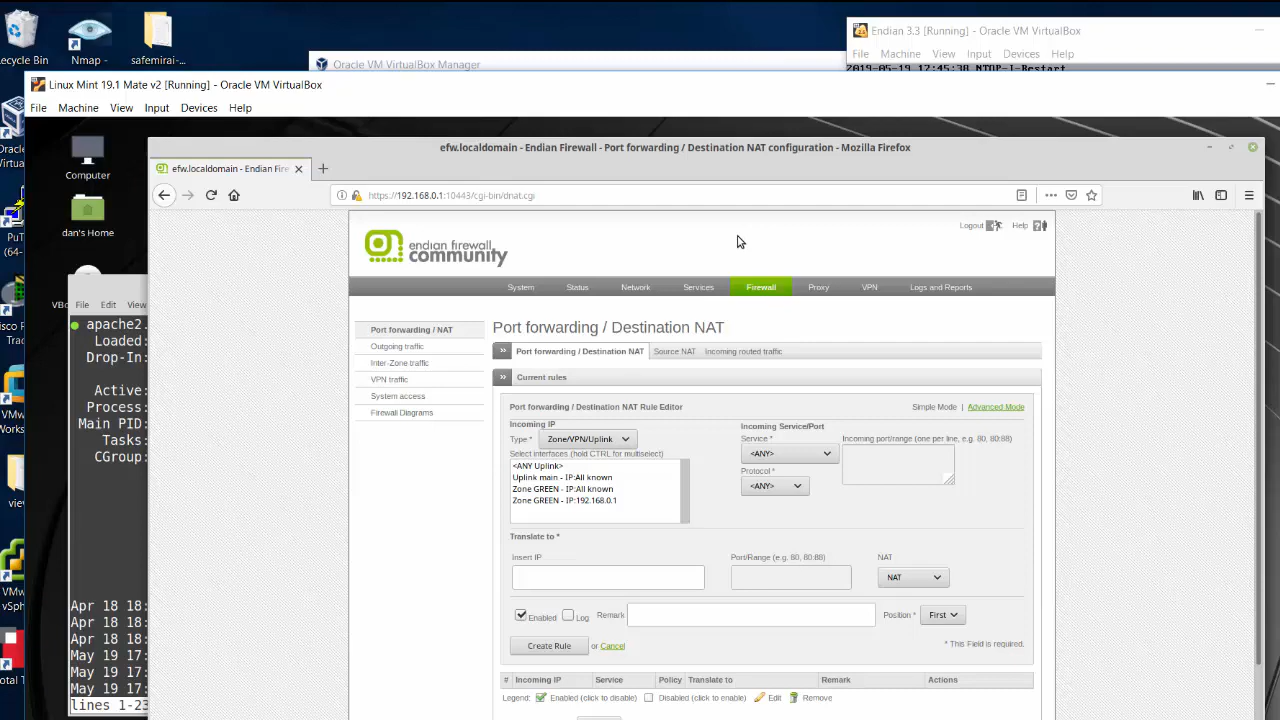 Recycle Bin
Nmap -
safemirai-...
Oracle VM VirtualBox Manager
Endian 3.3 [Running] - Oracle VM VirtualBox
File Machine View Input Devices Help
2019-05-19 17:45:38 NTOP-I-Restart
Linux Mint 19.1 Mate v2 [Running] - Oracle VM VirtualBox
File Machine View Input Devices Help
Computer
dan's Home
efw.localdomain - Endian Firewall - Port forwarding / Destination NAT configuration - Mozilla Firefox
efw.localdomain - Endian Fire
https://192.168.0.1:10443/cgi-bin/dnat.cgi
Logout Help
endian firewall
community
System Status Network Services Firewall Proxy VPN Logs and Reports
Port forwarding / NAT
Outgoing traffic
Inter-Zone traffic
VPN traffic
System access
Firewall Diagrams
Port forwarding / Destination NAT
Port forwarding / Destination NAT Source NAT Incoming routed traffic
Current rules
Port forwarding / Destination NAT Rule Editor Simple Mode | Advanced Mode
Incoming IP
Type * Zone/VPN/Uplink
Select interfaces (hold CTRL for multiselect)
<ANY Uplink>
Uplink main - IP:All known
Zone GREEN - IP:All known
Zone GREEN - IP:192.168.0.1
Incoming Service/Port
Service * Incoming port/range (one per line, e.g. 80, 80:88)
<ANY>
Protocol *
<ANY>
Translate to *
Insert IP Port/Range (e.g. 80, 80:88) NAT
NAT
Enabled Log Remark Position * First
Create Rule or Cancel * This Field is required.
# Incoming IP Service Policy Translate to Remark Actions
Legend: Enabled (click to disable) Disabled (click to enable) Edit Remove
File Edit View
apache2.
Loaded:
Drop-In:
Active:
Process:
Main PID:
Tasks:
CGroup:
Apr 18 18:
Apr 18 18:
Apr 18 18:
May 19 17:
May 19 17:
May 19 17:
lines 1-23